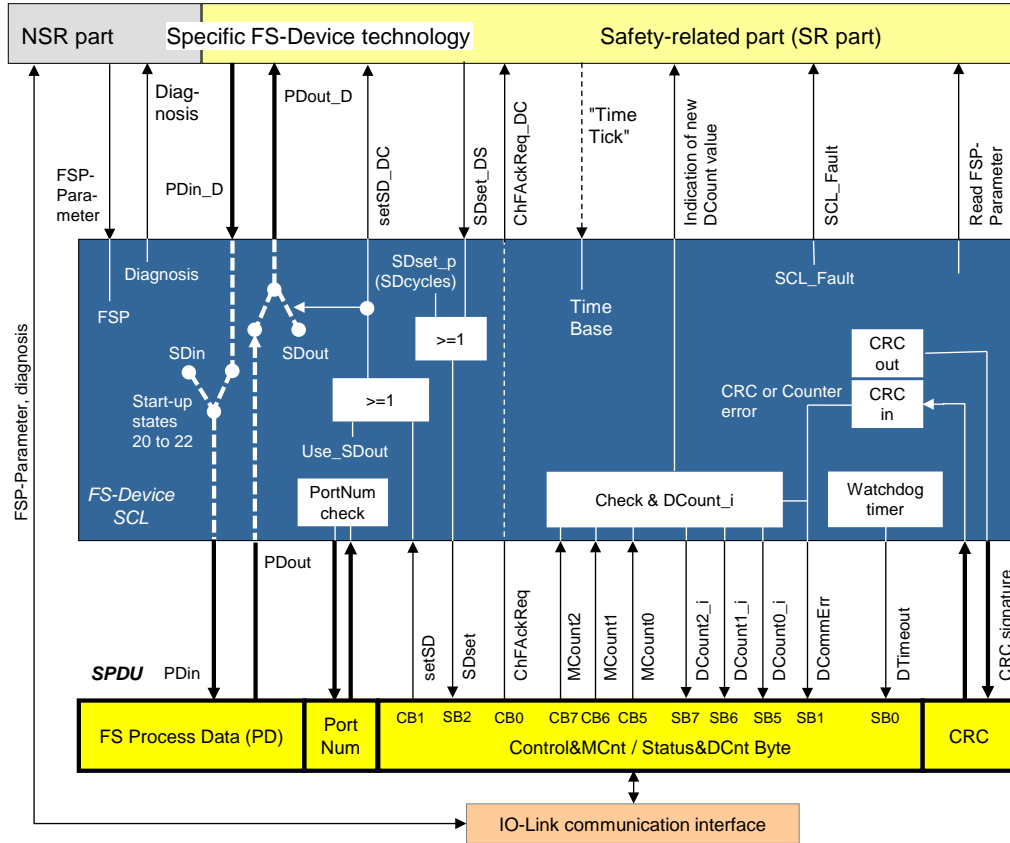 NSR part
Specific FS-Device technology
Safety-related part (SR part)
Diag-
nosis
PDout_D
"Time
Tick"
FSP-
Para-
meter
PDin_D
setSD_DC
SDset_DS
ChFAckReq_DC
Indication of new
DCount value
SCL_Fault
Read FSP-
Parameter
FSP-Parameter, diagnosis
Diagnosis
FSP
SDset_p
(SDcycles)
Time
Base
SCL_Fault
SDin
SDout
>=1
CRC
out
Start-up
states
20 to 22
>=1
CRC or Counter
error
CRC
in
Use_SDout
FS-Device
SCL
PortNum
check
Check & DCount_i
Watchdog
timer
PDout
SPDU
PDin
setSD
SDset
ChFAckReq
MCount2
MCount1
MCount0
DCount2_i
DCount1_i
DCount0_i
DCommErr
DTimeout
CRC signature
FS Process Data (PD)
Port
Num
CB1
SB2
CB0
CB7
CB6
CB5
SB7
SB6
SB5
SB1
SB0
Control&MCnt / Status&DCnt Byte
CRC
IO-Link communication interface